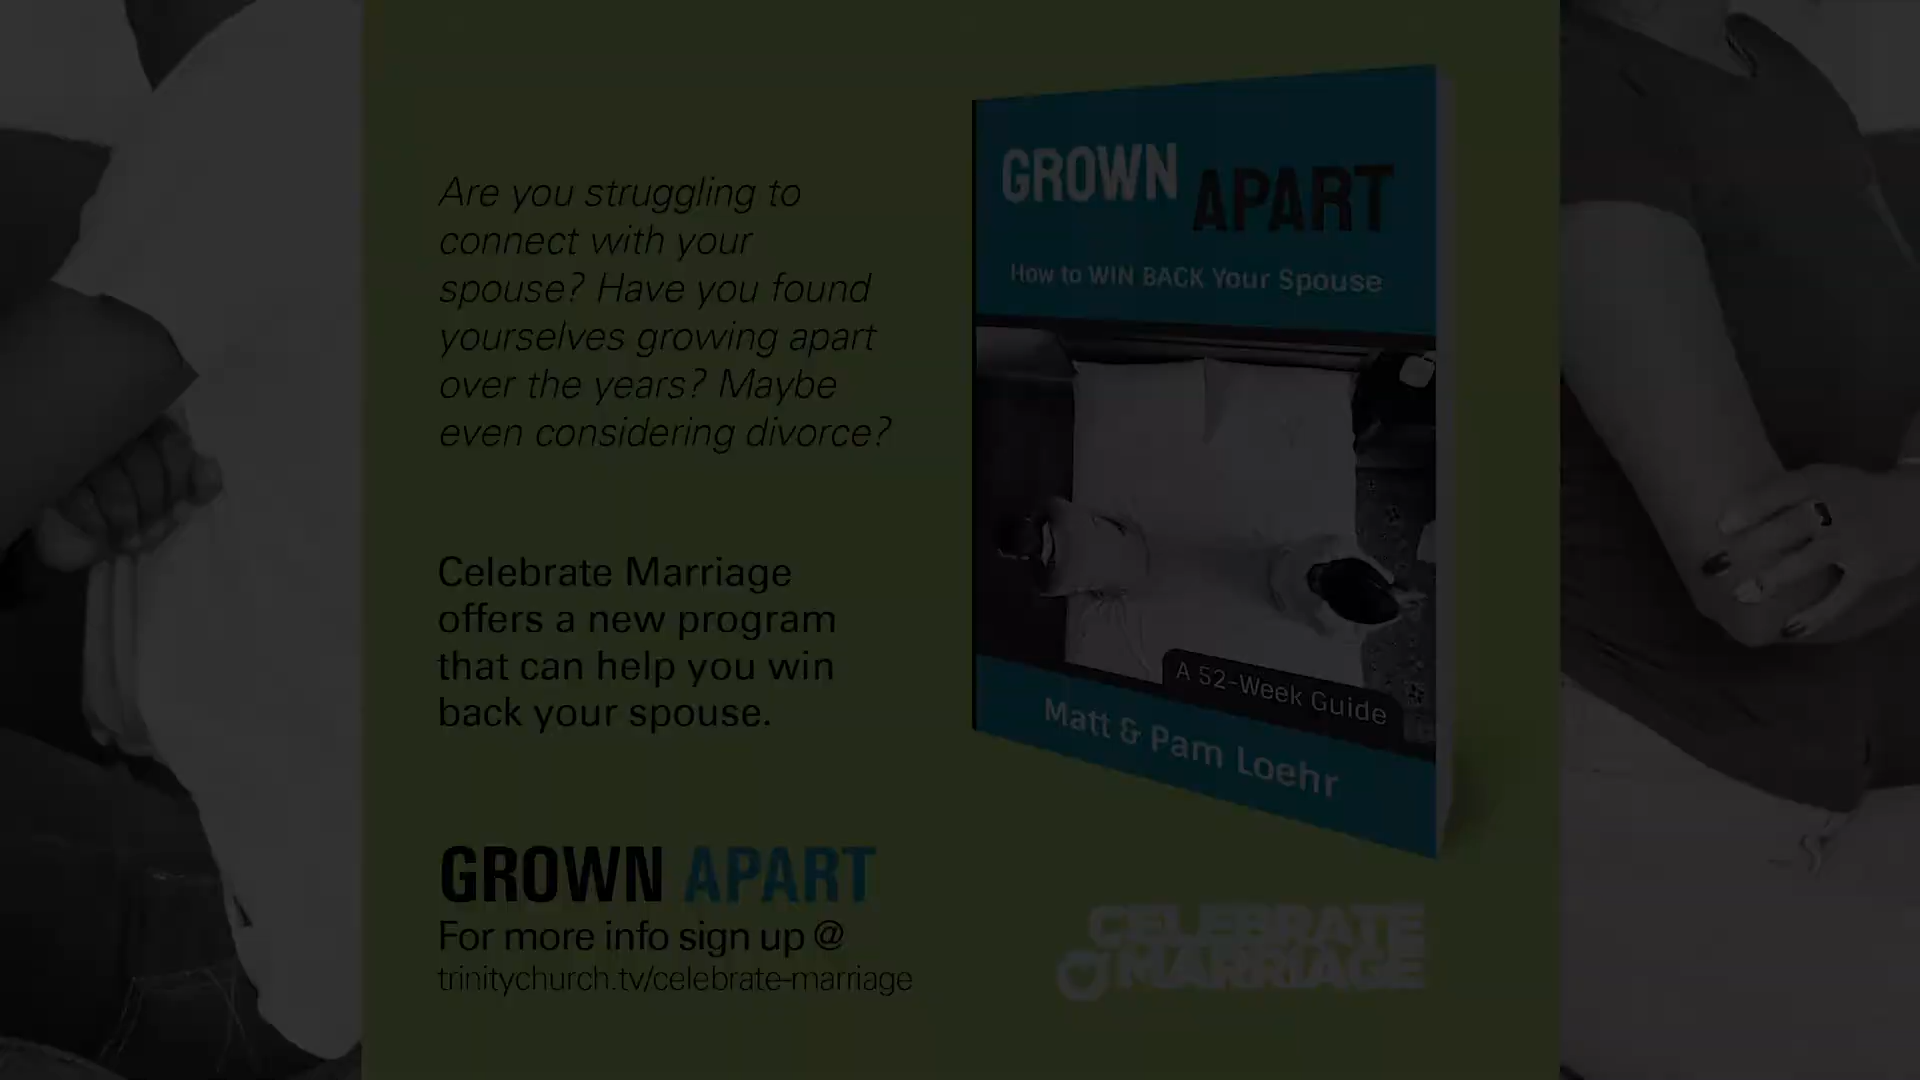 Are you struggling to
connect with your
spouse? Have you found
yourselves growing apart
over the years? Maybe
even considering divorce?
Celebrate Marriage
offers a new program
that can help you win
back your spouse.
GROWN APART
For more info sign up @
trinitychurch.tv/celebrate-marriage
GROWN APART
How to WIN BACK Your Spouse
A 52-Week Guide
Matt & Pam Loehr
CELEBRATE
MARRIAGE